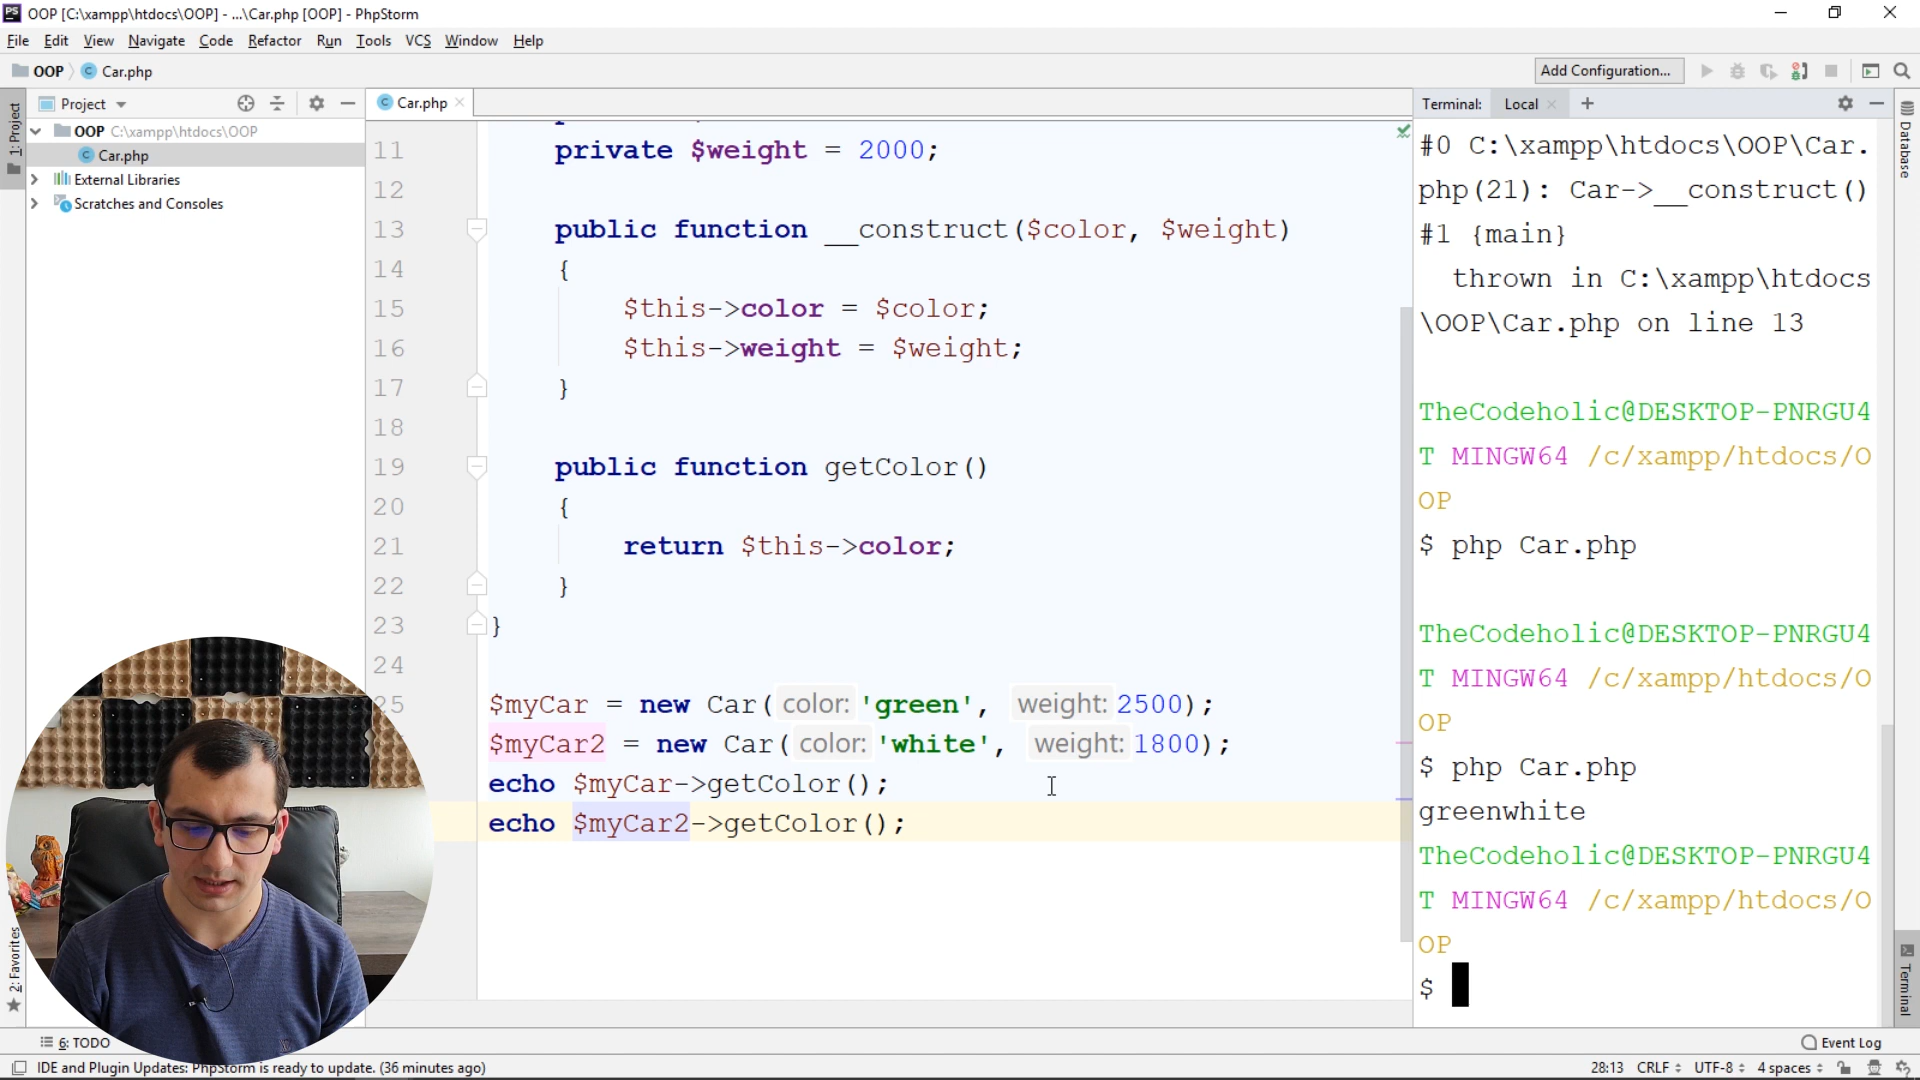 PS OOP [C:\xampp\htdocs\OOP] - ...\Car.php [OOP] - PhpStorm
File Edit View Navigate Code Refactor Run Tools VCS Window Help
OOP Car.php
Add Configuration...
1: Project
Project
OOP C:\xampp\htdocs\OOP
Car.php
External Libraries
Scratches and Consoles
Car.php
11 private $weight = 2000;
12
13 public function __construct($color, $weight)
14 {
15 $this->color = $color;
16 $this->weight = $weight;
17 }
18
19 public function getColor()
20 {
21 return $this->color;
22 }
23 }
24
25 $myCar = new Car( color: 'green', weight: 2500);
$myCar2 = new Car( color: 'white', weight: 1800);
echo $myCar->getColor();
echo $myCar2->getColor();
Terminal: Local
#0 C:\xampp\htdocs\OOP\Car.
php(21): Car->__construct()
#1 {main}
thrown in C:\xampp\htdocs
\OOP\Car.php on line 13
TheCodeholic@DESKTOP-PNRGU4
T MINGW64 /c/xampp/htdocs/O
OP
$ php Car.php
TheCodeholic@DESKTOP-PNRGU4
T MINGW64 /c/xampp/htdocs/O
OP
$ php Car.php
greenwhite
TheCodeholic@DESKTOP-PNRGU4
T MINGW64 /c/xampp/htdocs/O
OP
$
Database
Terminal
2: Favorites
6: TODO
Event Log
IDE and Plugin Updates: PhpStorm is ready to update. (36 minutes ago)
28:13 CRLF UTF-8 4 spaces